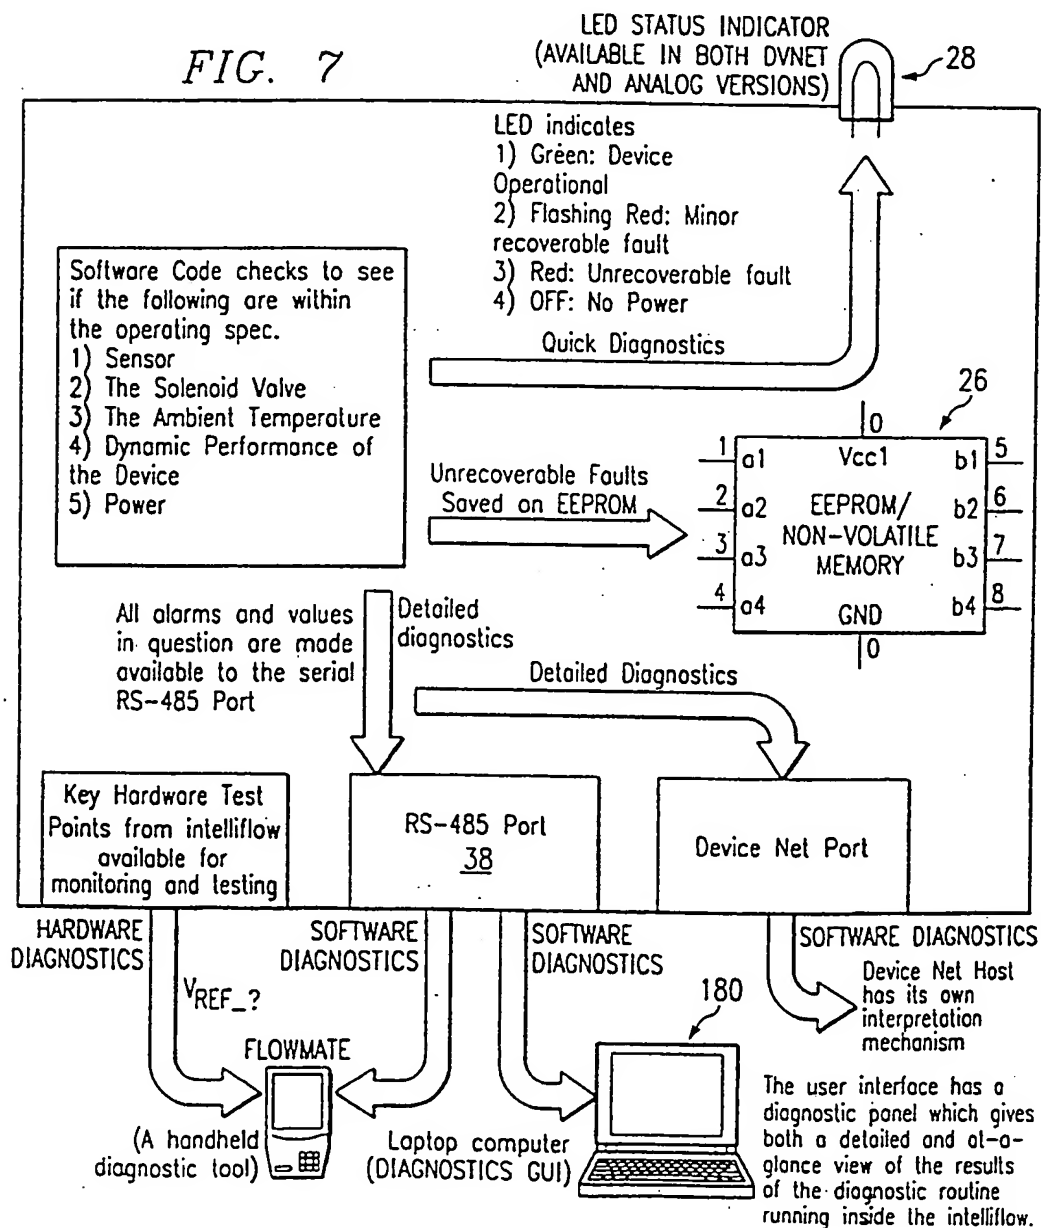 FIG. 7
LED STATUS INDICATOR
(AVAILABLE IN BOTH DVNET
AND ANALOG VERSIONS)
28
LED indicates
1) Green: Device
Operational
2) Flashing Red: Minor
recoverable fault
3) Red: Unrecoverable fault
4) OFF: No Power
Quick Diagnostics
Software Code checks to see
if the following are within
the operating spec.
1) Sensor
2) The Solenoid Valve
3) The Ambient Temperature
4) Dynamic Performance of
the Device
5) Power
Unrecoverable Faults
Saved on EEPROM
26
0
1 a1 Vcc1 b1 5
2 a2 EEPROM/ b2 6
NON-VOLATILE
3 a3 MEMORY b3 7
4 a4 GND b4 8
0
All alarms and values
in question are made
available to the serial
RS-485 Port
Detailed
diagnostics
Detailed Diagnostics
Key Hardware Test
Points from intelliflow
available for
monitoring and testing
RS-485 Port
38
Device Net Port
HARDWARE
DIAGNOSTICS
SOFTWARE
DIAGNOSTICS
SOFTWARE
DIAGNOSTICS
SOFTWARE DIAGNOSTICS
VREF_?
Device Net Host
has its own
interpretation
mechanism
180
FLOWMATE
(A handheld
diagnostic tool)
Laptop computer
(DIAGNOSTICS GUI)
The user interface has a
diagnostic panel which gives
both a detailed and at-a-
glance view of the results
of the diagnostic routine
running inside the intelliflow.